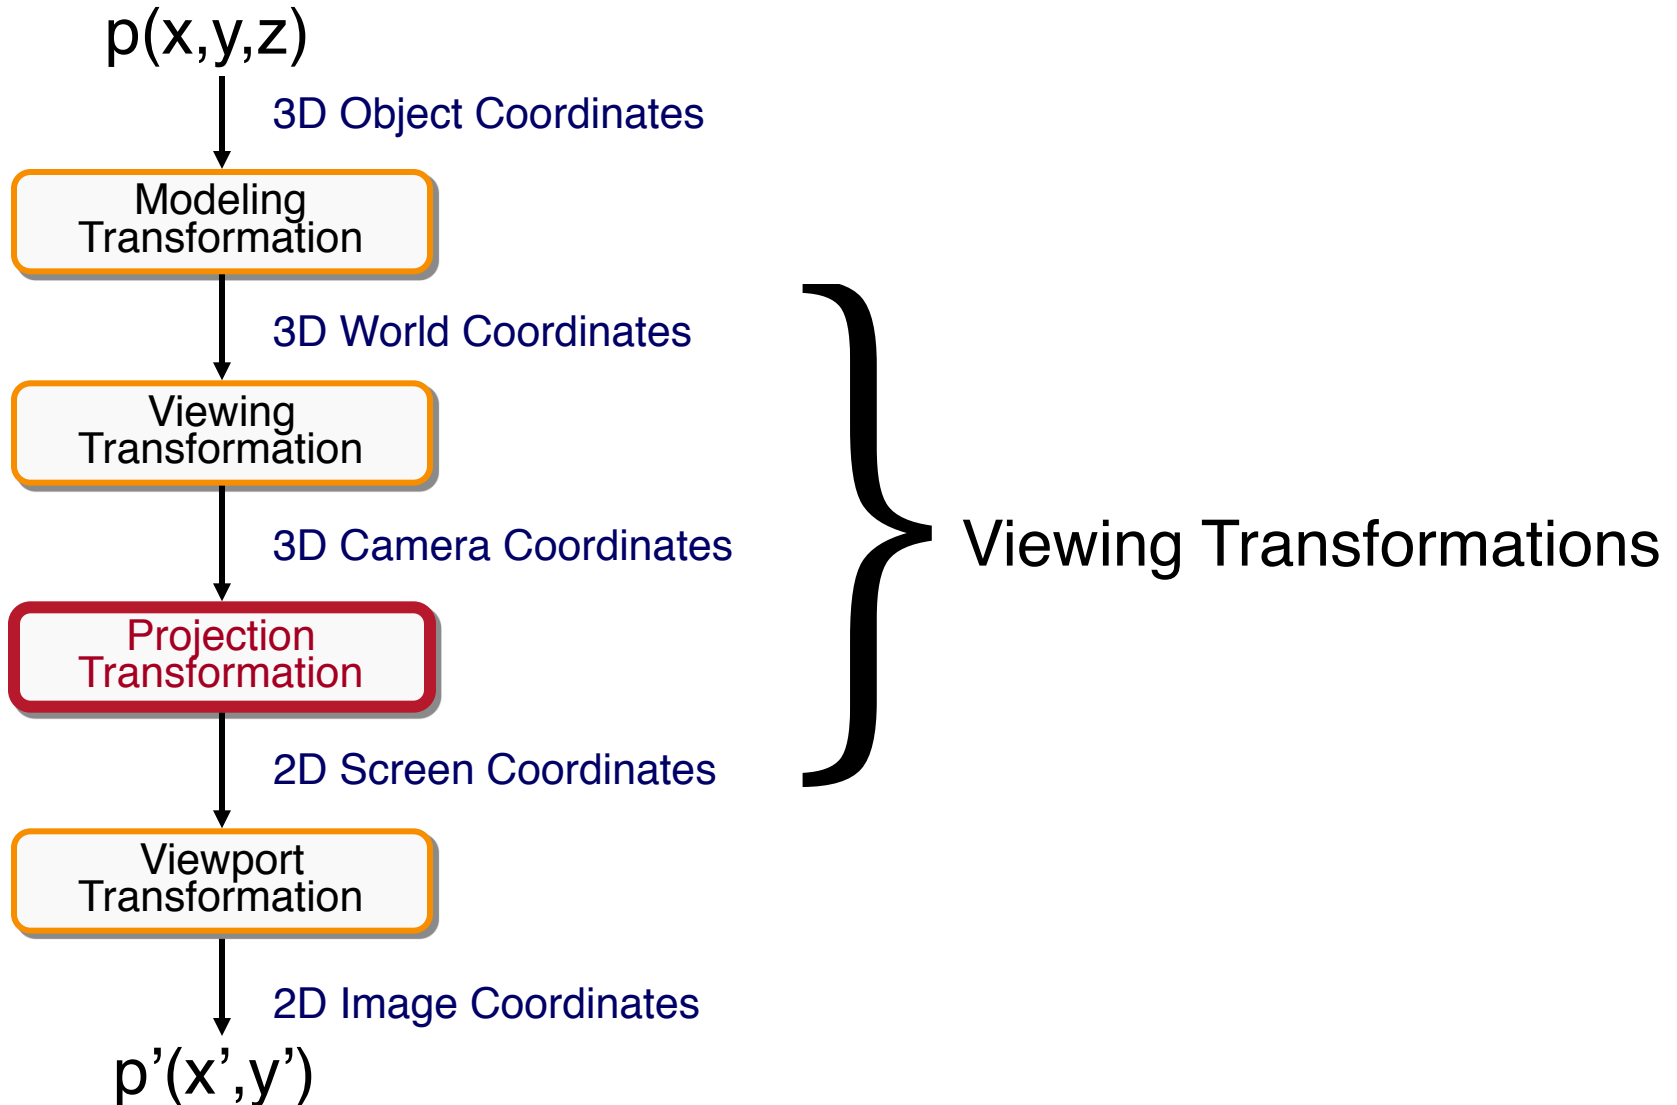 p(x,y,z)
3D Object Coordinates
Modeling
Transformation
3D World Coordinates
Viewing
Transformation
3D Camera Coordinates
Viewing Transformations
Projection
Transformation
2D Screen Coordinates
Viewport
Transformation
2D Image Coordinates
p’(x’,y’)